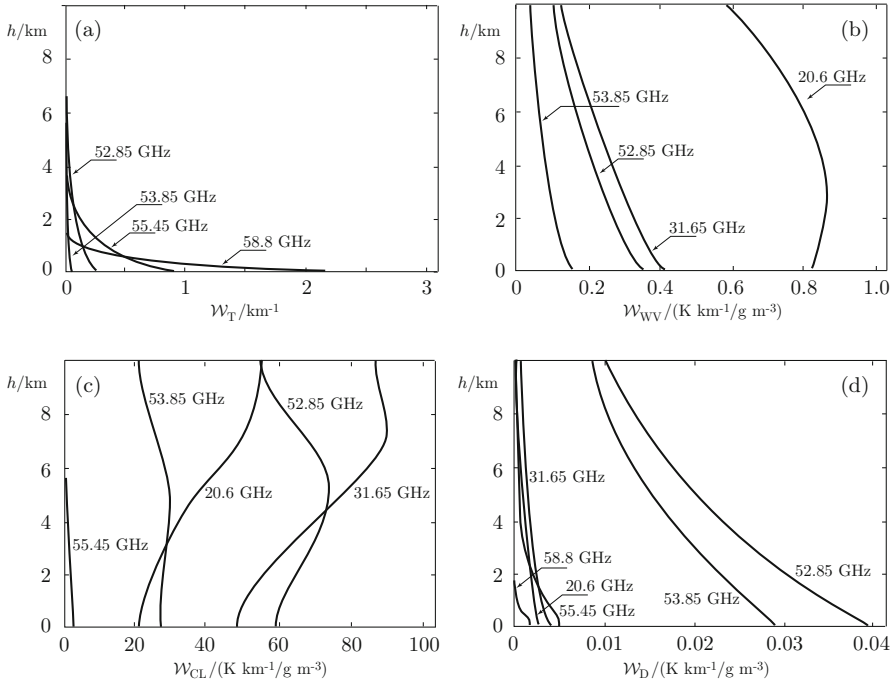 (a)
h/km
8
6
4
2
0
52.85 GHz
53.85 GHz
55.45 GHz
58.8 GHz
0 1 2 3
𝒲T/km-1
(b)
h/km
8
6
4
2
0
20.6 GHz
53.85 GHz
52.85 GHz
31.65 GHz
0 0.2 0.4 0.6 0.8 1.0
𝒲WV/(K km-1/g m-3)
(c)
h/km
8
6
4
2
0
53.85 GHz
52.85 GHz
20.6 GHz
31.65 GHz
55.45 GHz
0 20 40 60 80 100
𝒲CL/(K km-1/g m-3)
(d)
h/km
8
6
4
2
0
31.65 GHz
58.8 GHz
20.6 GHz
55.45 GHz
53.85 GHz
52.85 GHz
0 0.01 0.02 0.03 0.04
𝒲D/(K km-1/g m-3)